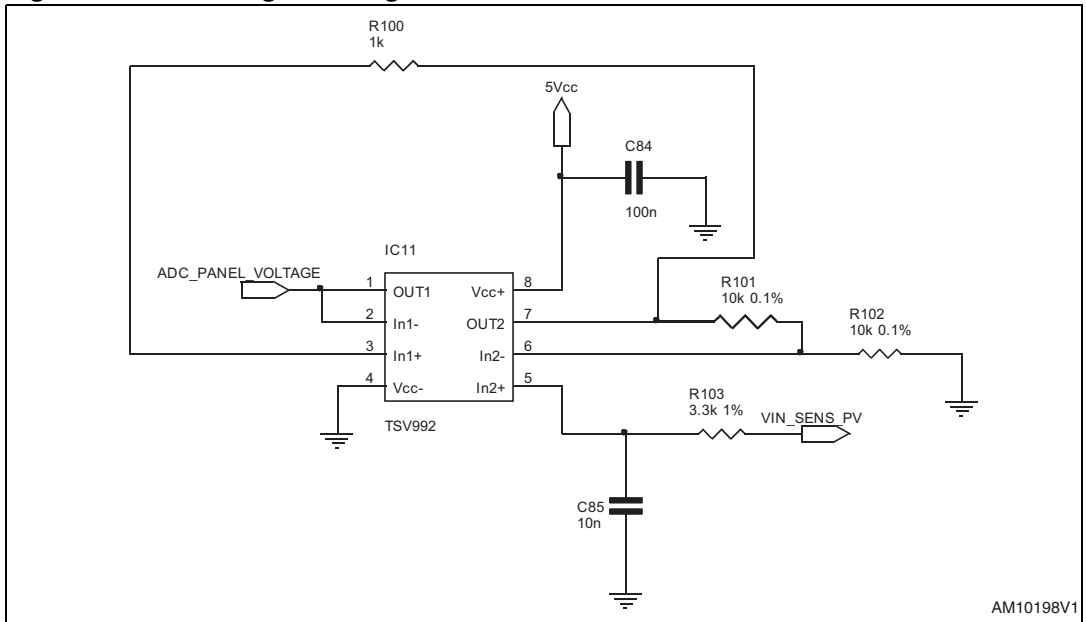 R100
1k
5Vcc
C84
100n
IC11
ADC_PANEL_VOLTAGE
1 OUT1 Vcc+ 8
2 In1- OUT2 7
3 In1+ In2- 6
4 Vcc- In2+ 5
TSV992
R101
10k 0.1%
R102
10k 0.1%
R103
3.3k 1%
VIN_SENS_PV
C85
10n
AM10198V1